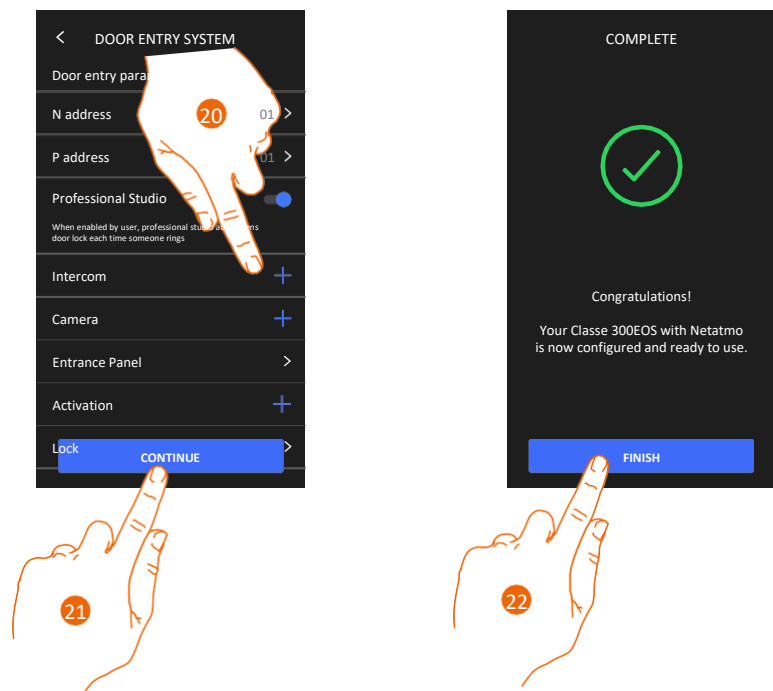 DOOR ENTRY SYSTEM
Door entry para
N address 01
P address 01
Professional Studio
When enabled by user, professional studio
door lock each time someone rings
Intercom
Camera
Entrance Panel
Activation
Lock
CONTINUE
20
21
COMPLETE
Congratulations!
Your Classe 300EOS with Netatmo
is now configured and ready to use.
FINISH
22